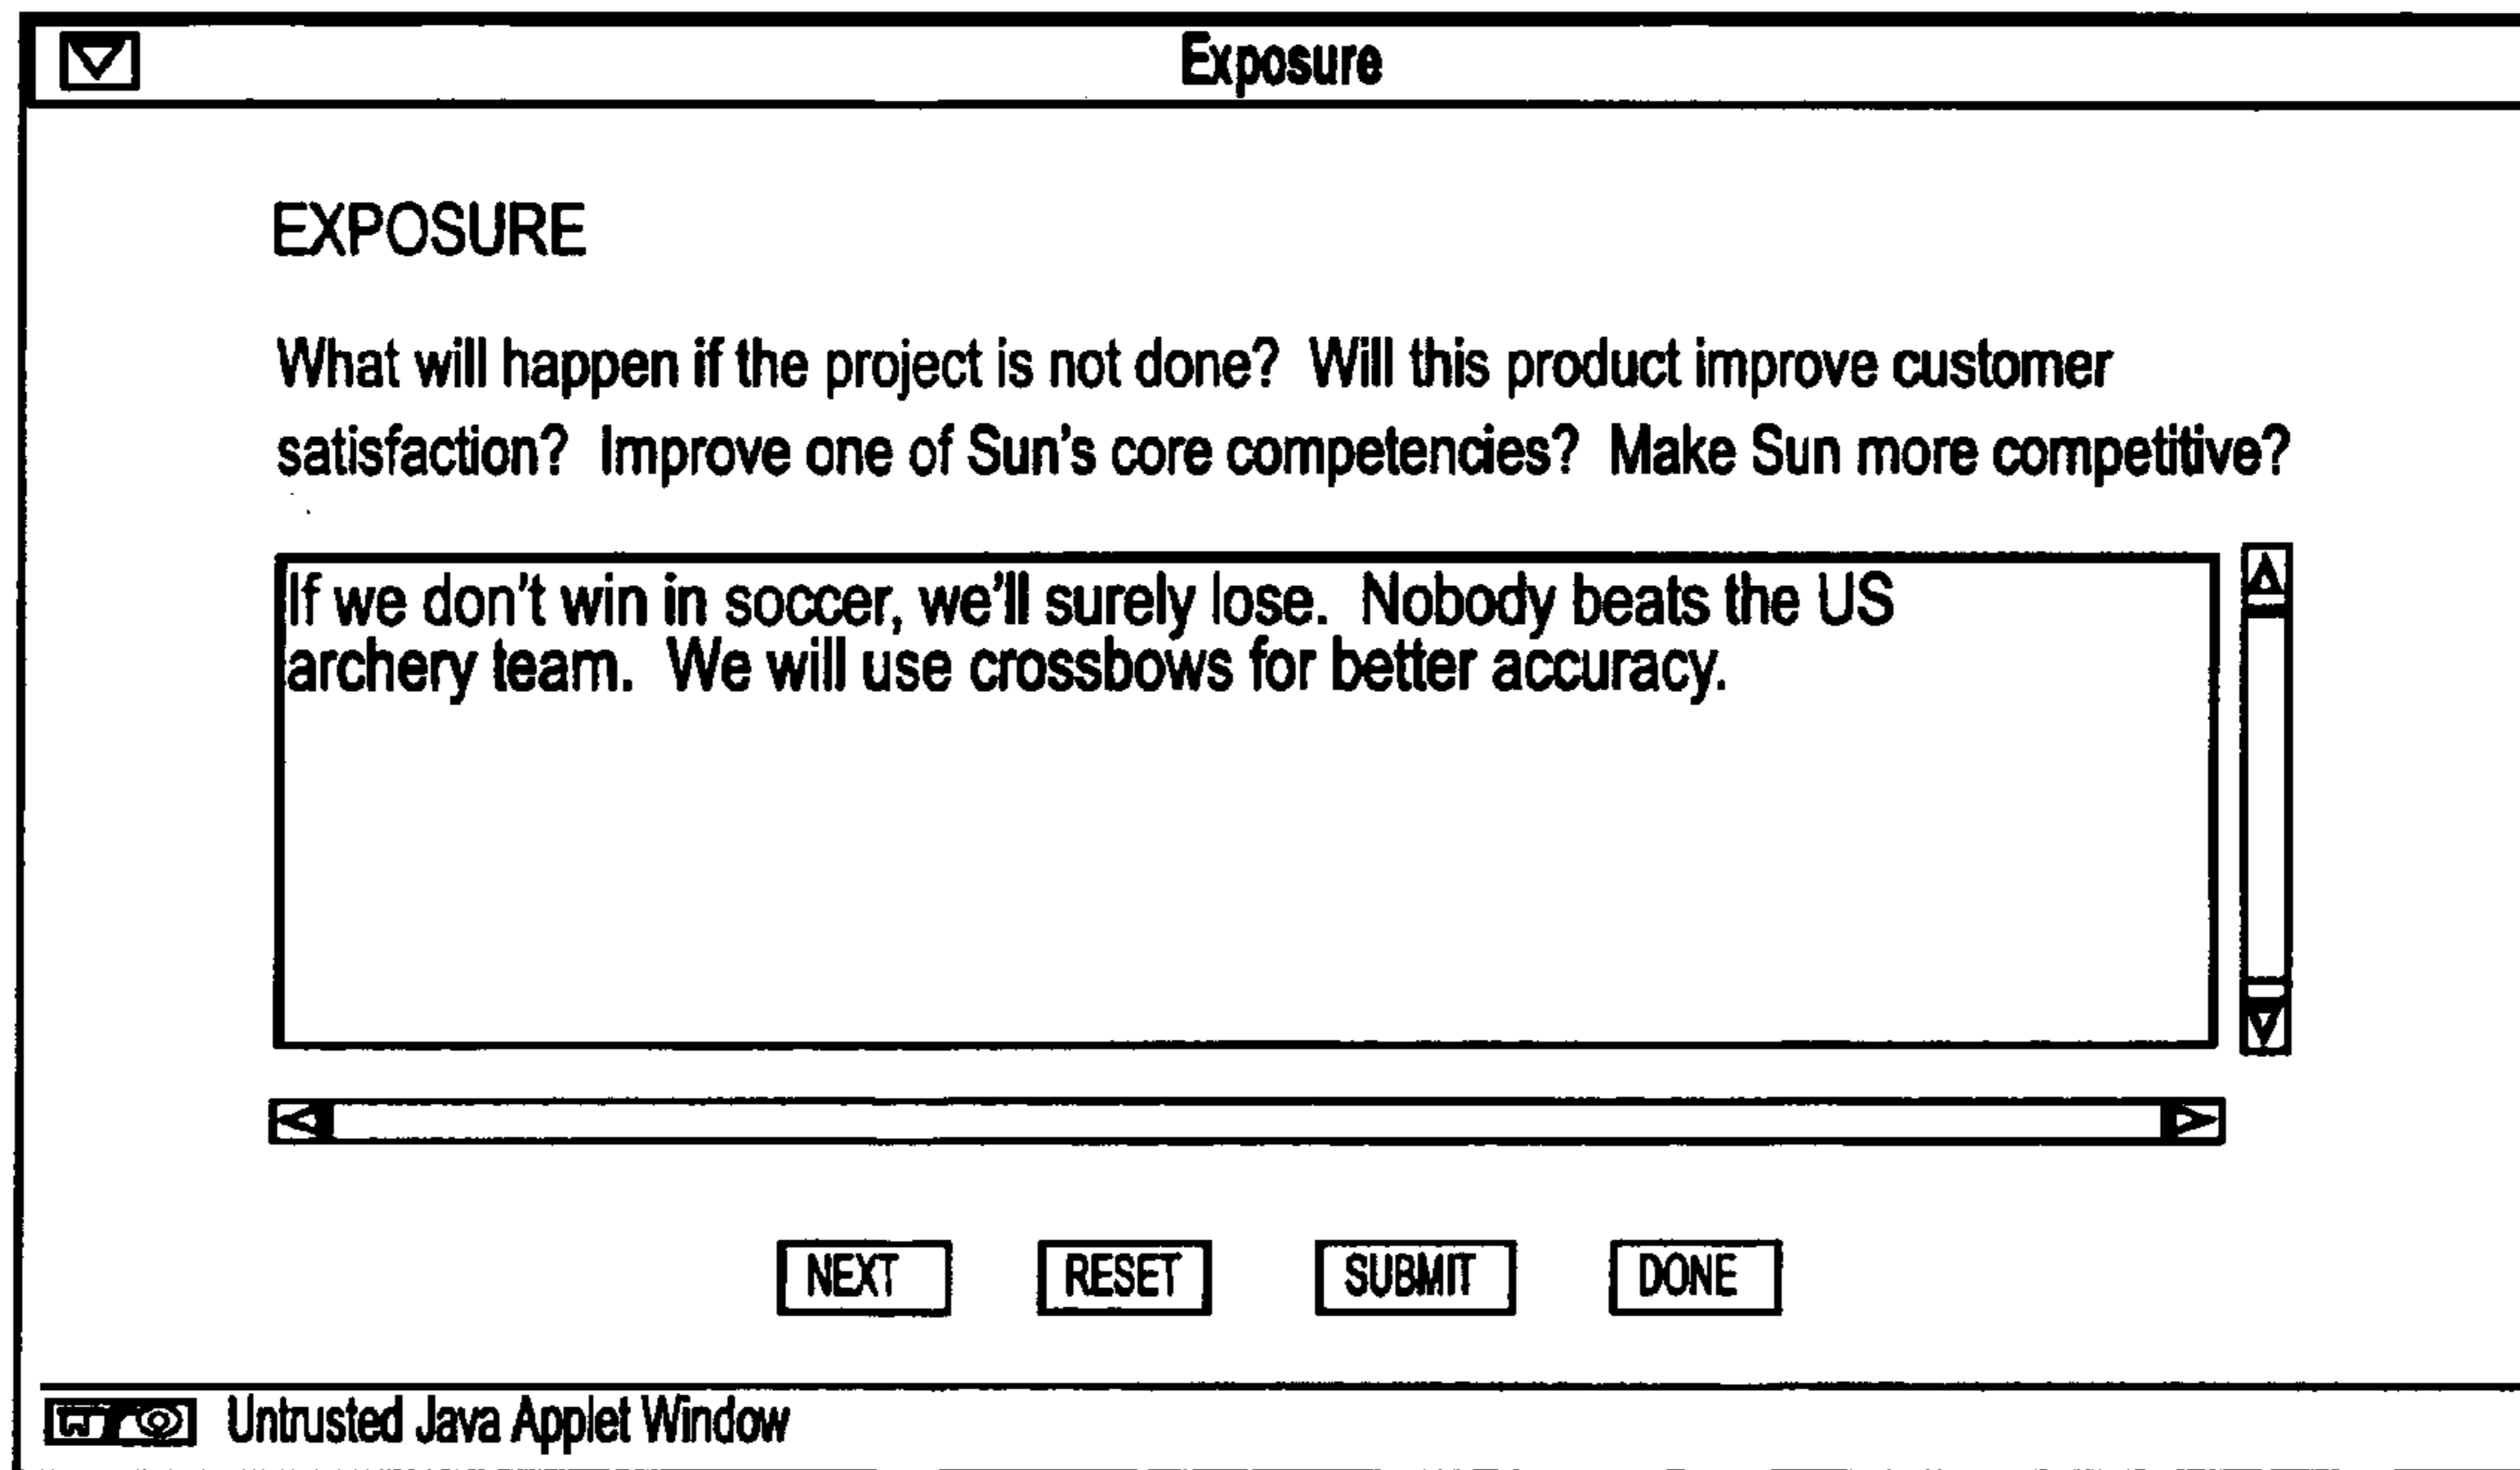 Exposure
EXPOSURE
What will happen if the project is not done? Will this product improve customer
satisfaction? Improve one of Sun's core competencies? Make Sun more competitive?
If we don't win in soccer, we'll surely lose. Nobody beats the US
archery team. We will use crossbows for better accuracy.
NEXT RESET SUBMIT DONE
Untrusted Java Applet Window